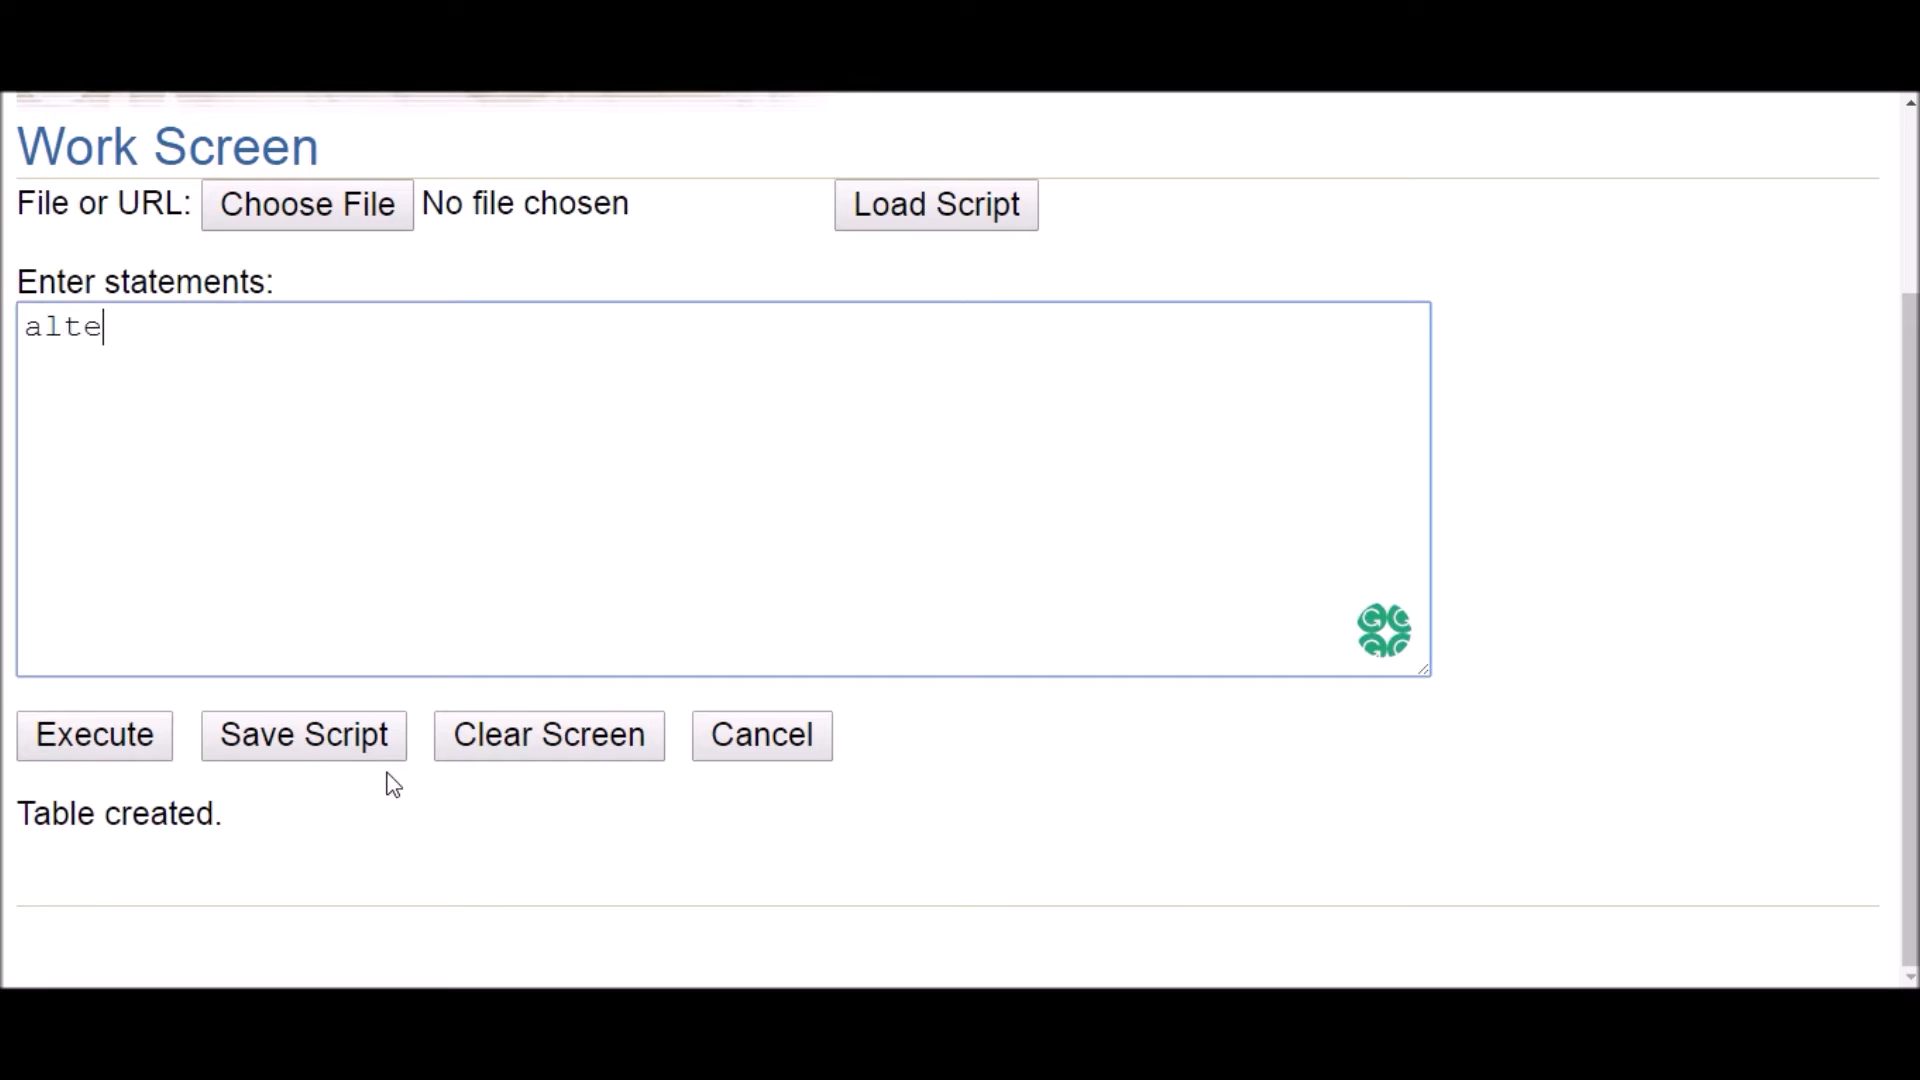 Work Screen
File or URL: Choose File No file chosen Load Script
Enter statements:
alte
Execute Save Script Clear Screen Cancel
Table created.